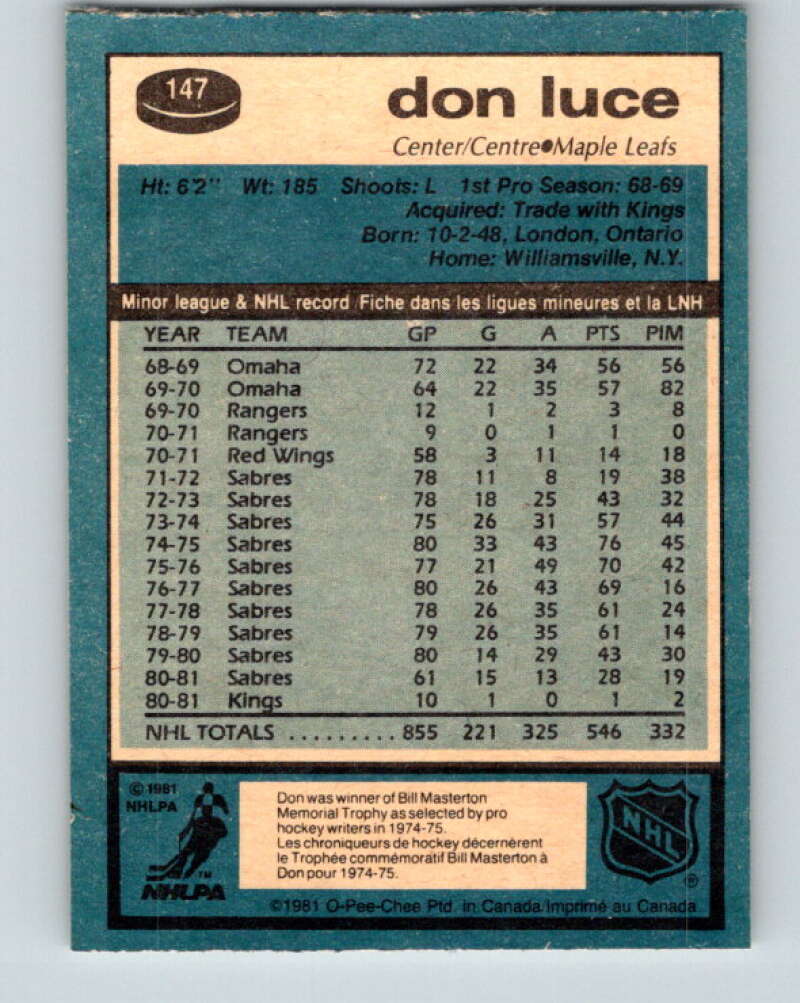 147
don luce
Center/Centre●Maple Leafs
Ht: 6'2" Wt: 185 Shoots: L 1st Pro Season: 68-69
Acquired: Trade with Kings
Born: 10-2-48, London, Ontario
Home: Williamsville, N.Y.
Minor league & NHL record Fiche dans les ligues mineures et la LNH
YEAR TEAM GP G A PTS PIM
68-69 Omaha 72 22 34 56 56
69-70 Omaha 64 22 35 57 82
69-70 Rangers 12 1 2 3 8
70-71 Rangers 9 0 1 1 0
70-71 Red Wings 58 3 11 14 18
71-72 Sabres 78 11 8 19 38
72-73 Sabres 78 18 25 43 32
73-74 Sabres 75 26 31 57 44
74-75 Sabres 80 33 43 76 45
75-76 Sabres 77 21 49 70 42
76-77 Sabres 80 26 43 69 16
77-78 Sabres 78 26 35 61 24
78-79 Sabres 79 26 35 61 14
79-80 Sabres 80 14 29 43 30
80-81 Sabres 61 15 13 28 19
80-81 Kings 10 1 0 1 2
NHL TOTALS ......... 855 221 325 546 332
© 1981
NHLPA
™
NHLPA
Don was winner of Bill Masterton
Memorial Trophy as selected by pro
hockey writers in 1974-75.
Les chroniqueurs de hockey décernèrent
le Trophée commémoratif Bill Masterton à
Don pour 1974-75.
NHL
®
©1981 O-Pee-Chee Ptd. in Canada/Imprimé au Canada